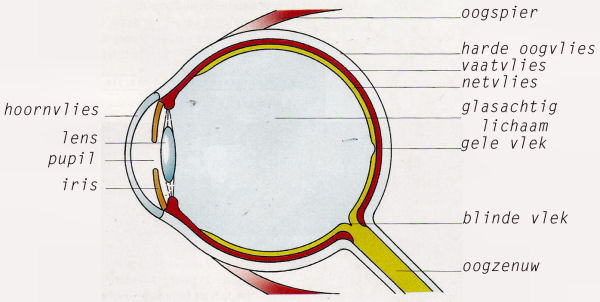 oogspier
harde oogvlies
vaatvlies
netvlies
hoornvlies
glasachtig
lichaam
lens
gele vlek
pupil
iris
blinde vlek
oogzenuw